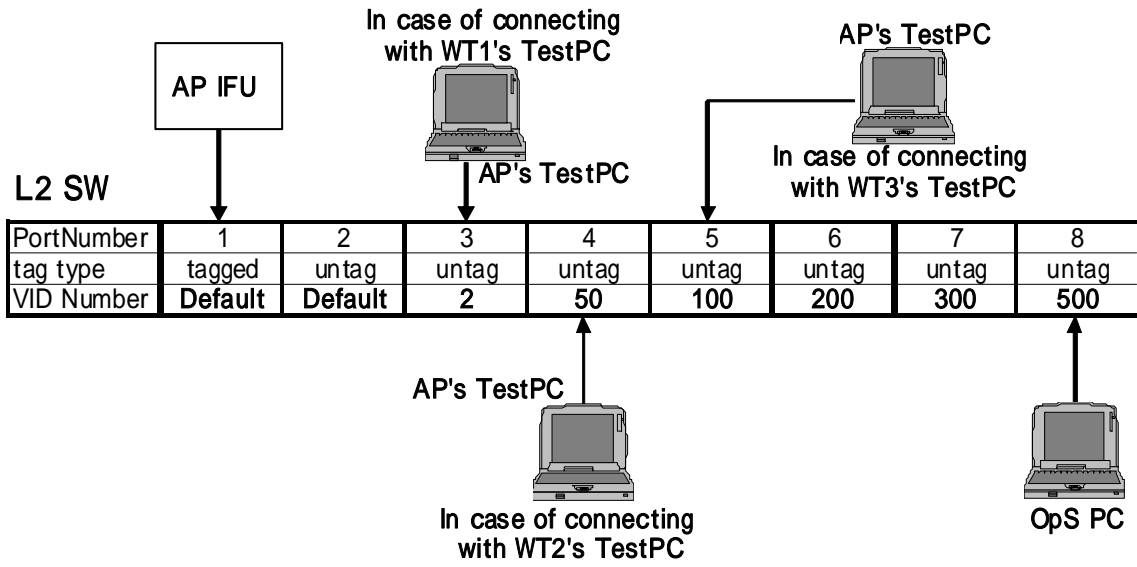 In case of connecting
with WT1's TestPC
AP's TestPC
AP IFU
AP's TestPC
In case of connecting
with WT3's TestPC
L2 SW
PortNumber 1 2 3 4 5 6 7 8
tag type tagged untag untag untag untag untag untag untag
VID Number Default Default 2 50 100 200 300 500
AP's TestPC
In case of connecting
with WT2's TestPC
OpS PC